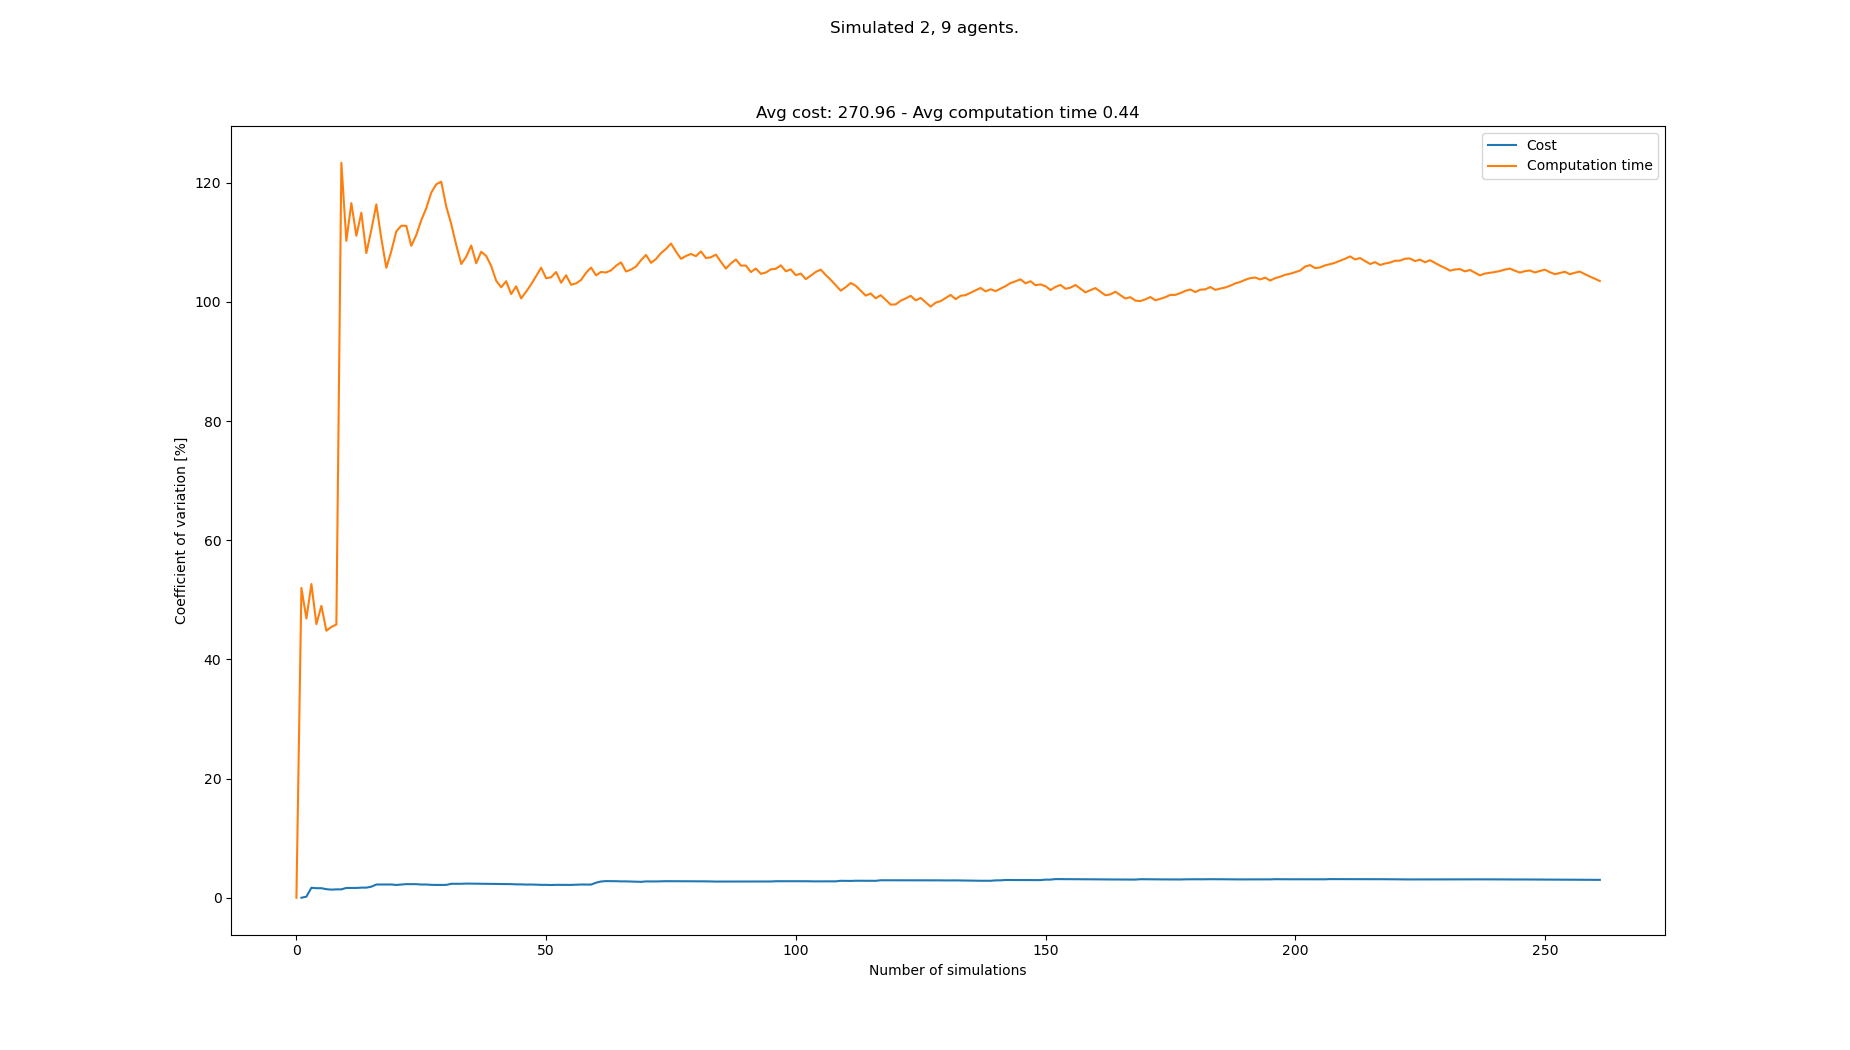 Simulated 2, 9 agents.
Avg cost: 270.96 - Avg computation time 0.44
Cost
Computation time
120
100
80
60
40
20
0
Coefficient of variation [%]
0 50 100 150 200 250
Number of simulations